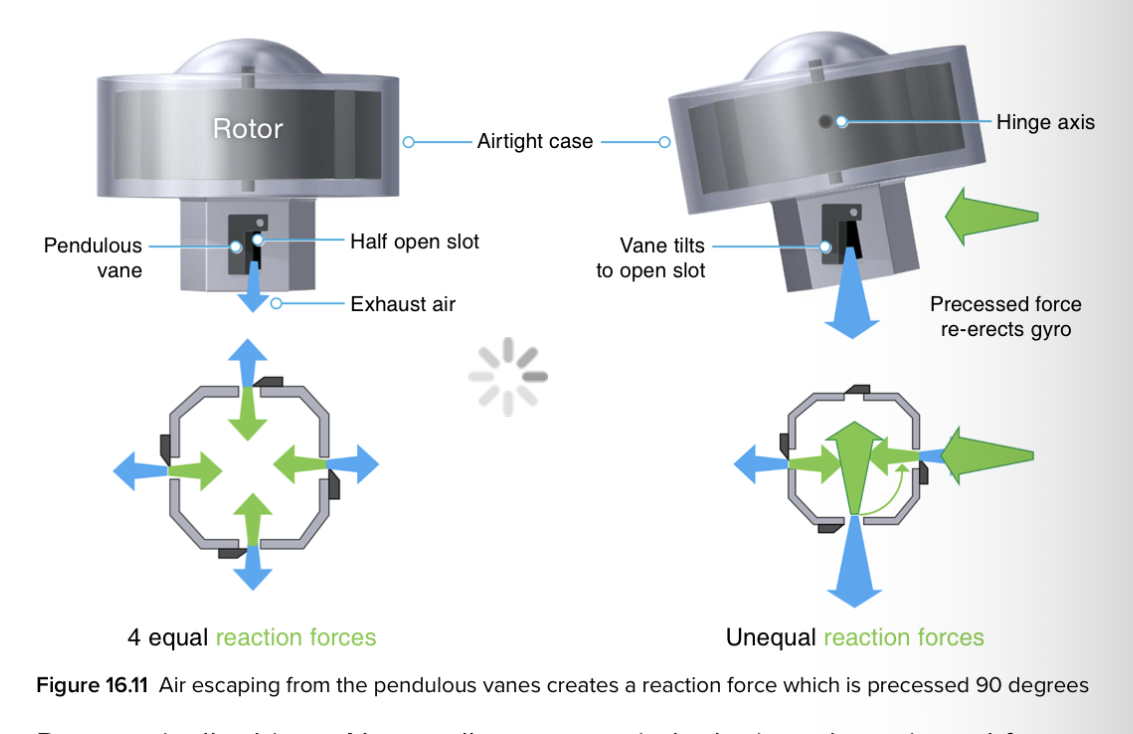 Rotor
Airtight case
Hinge axis
Pendulous
vane
Half open slot
Exhaust air
Vane tilts
to open slot
Precessed force
re-erects gyro
4 equal reaction forces
Unequal reaction forces
Figure 16.11 Air escaping from the pendulous vanes creates a reaction force which is precessed 90 degrees